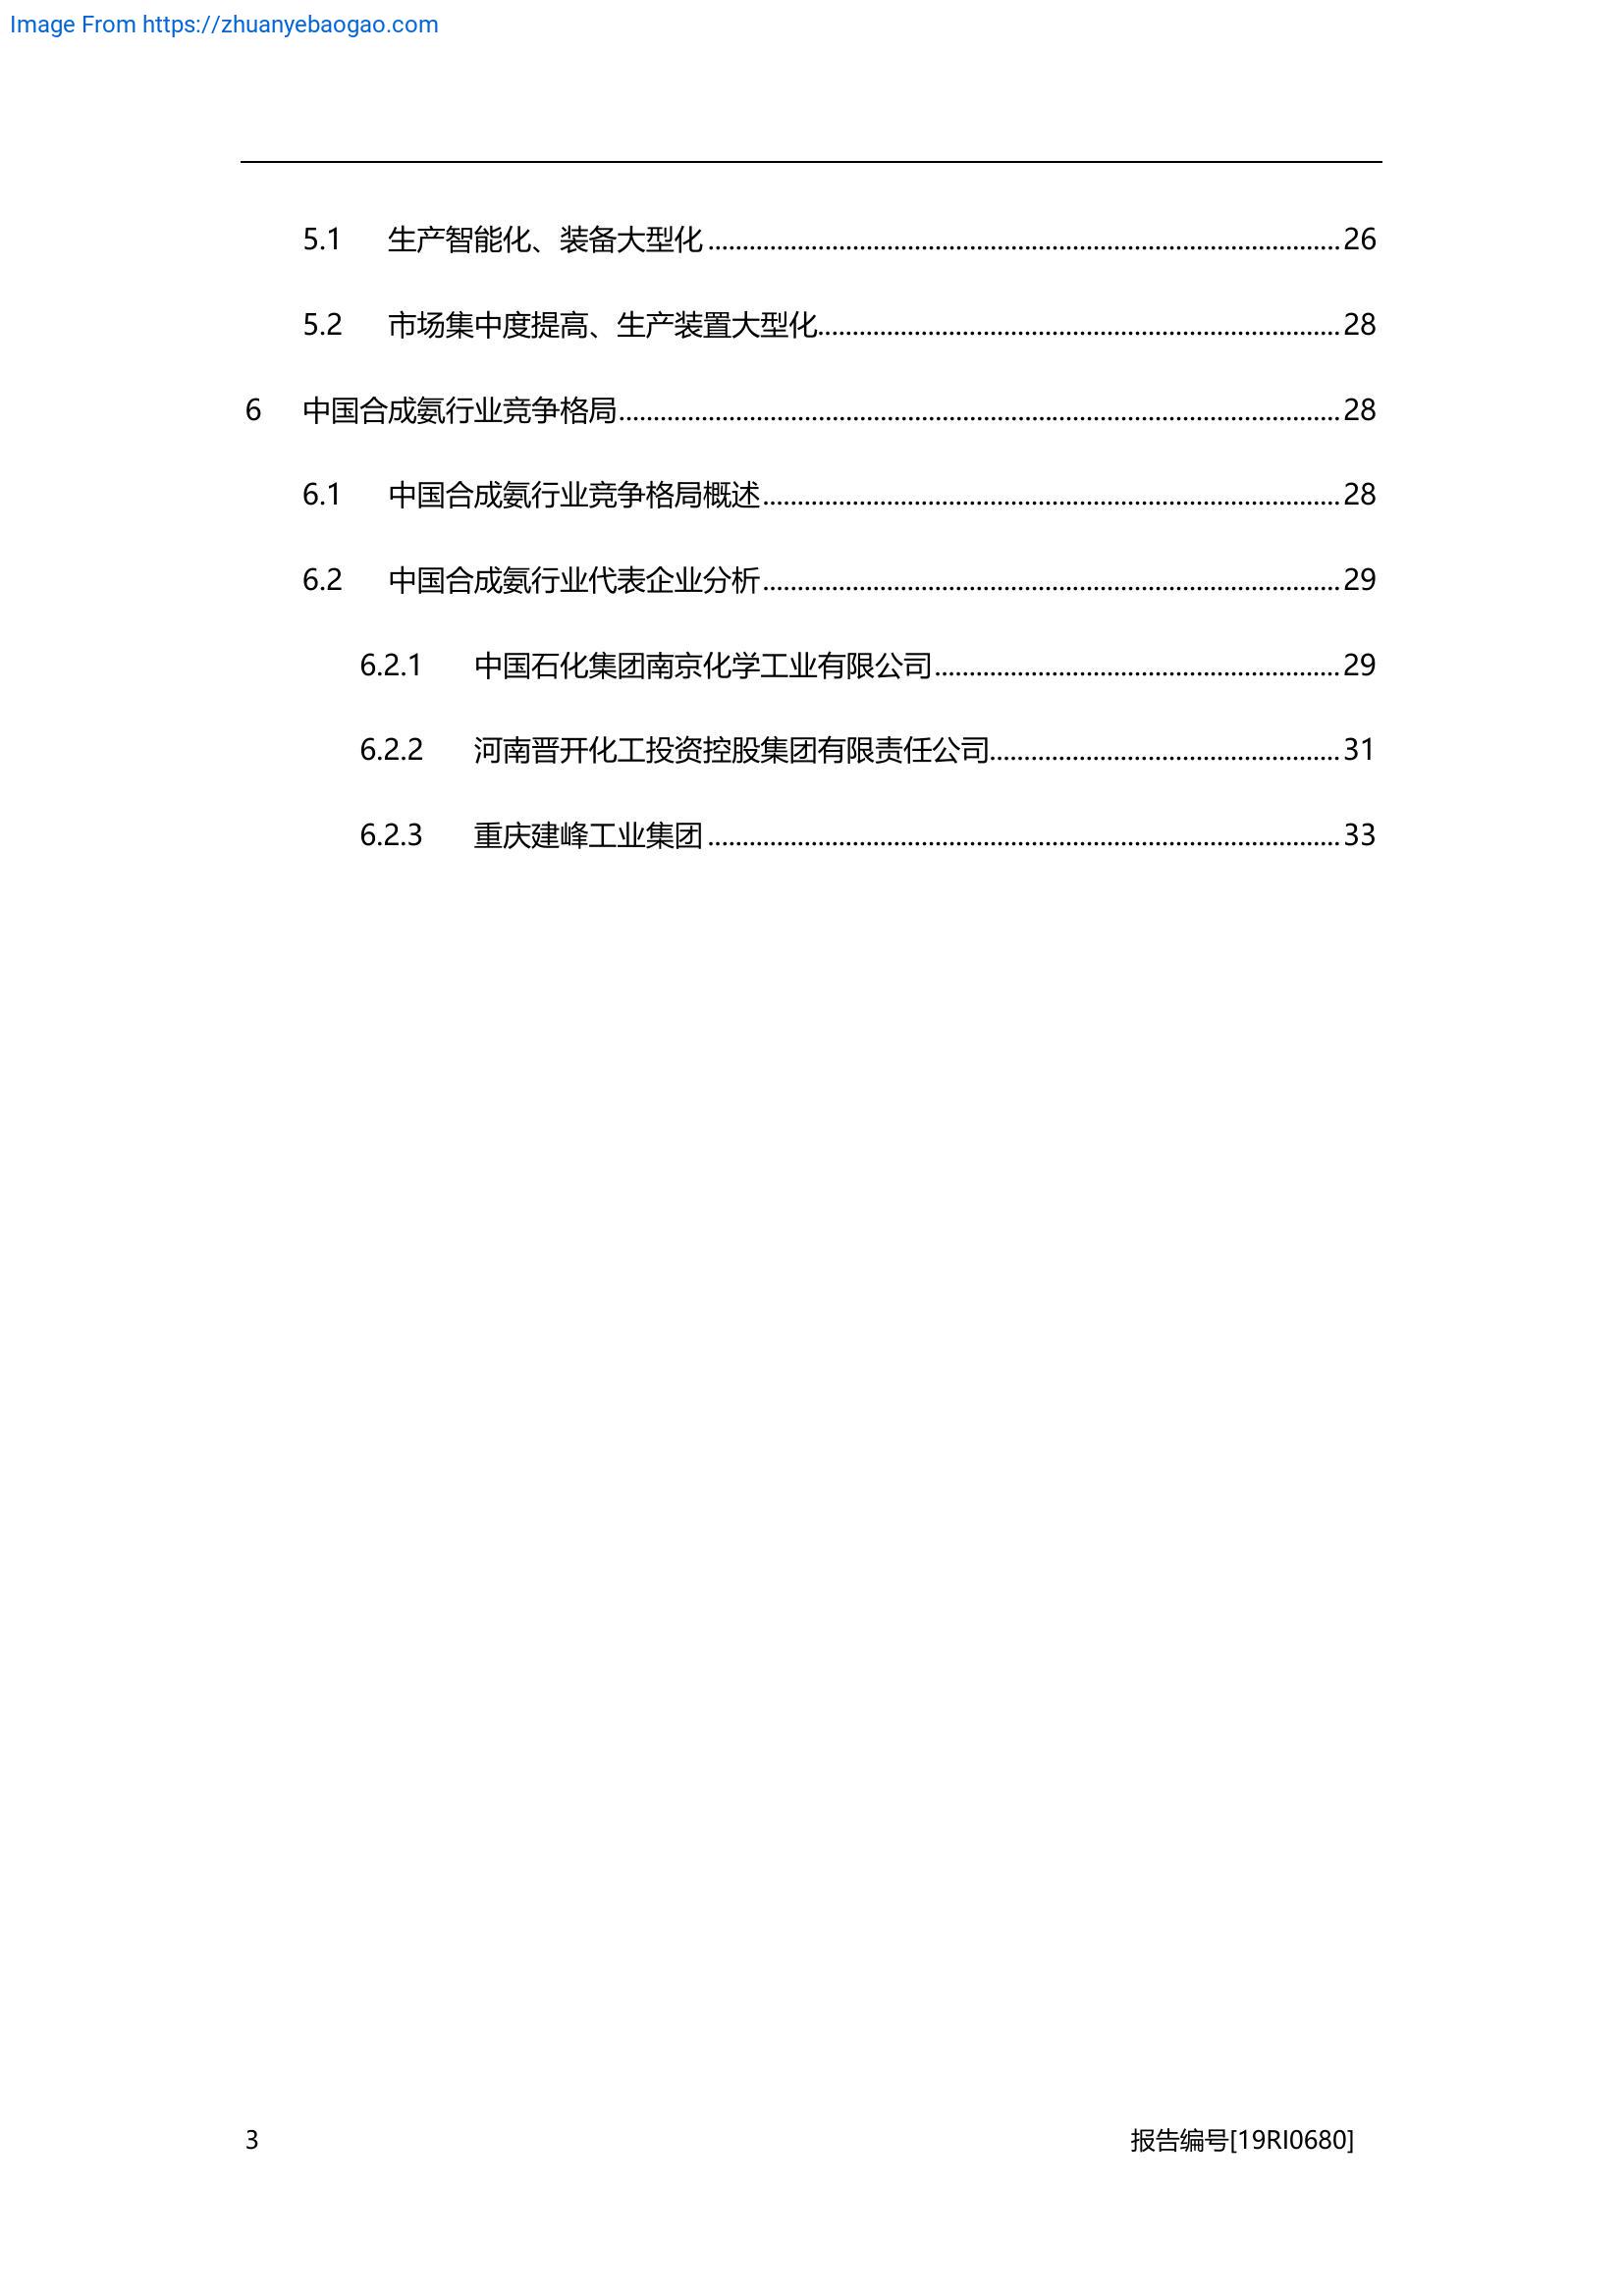 Image From https://zhuanyebaogao.com
5.1 生产智能化、装备大型化 ........ 26
5.2 市场集中度提高、生产装置大型化 ........ 28
6 中国合成氨行业竞争格局 ........ 28
6.1 中国合成氨行业竞争格局概述 ........ 28
6.2 中国合成氨行业代表企业分析 ........ 29
6.2.1 中国石化集团南京化学工业有限公司 ........ 29
6.2.2 河南晋开化工投资控股集团有限责任公司 ........ 31
6.2.3 重庆建峰工业集团 ........ 33
3 报告编号[19RI0680]